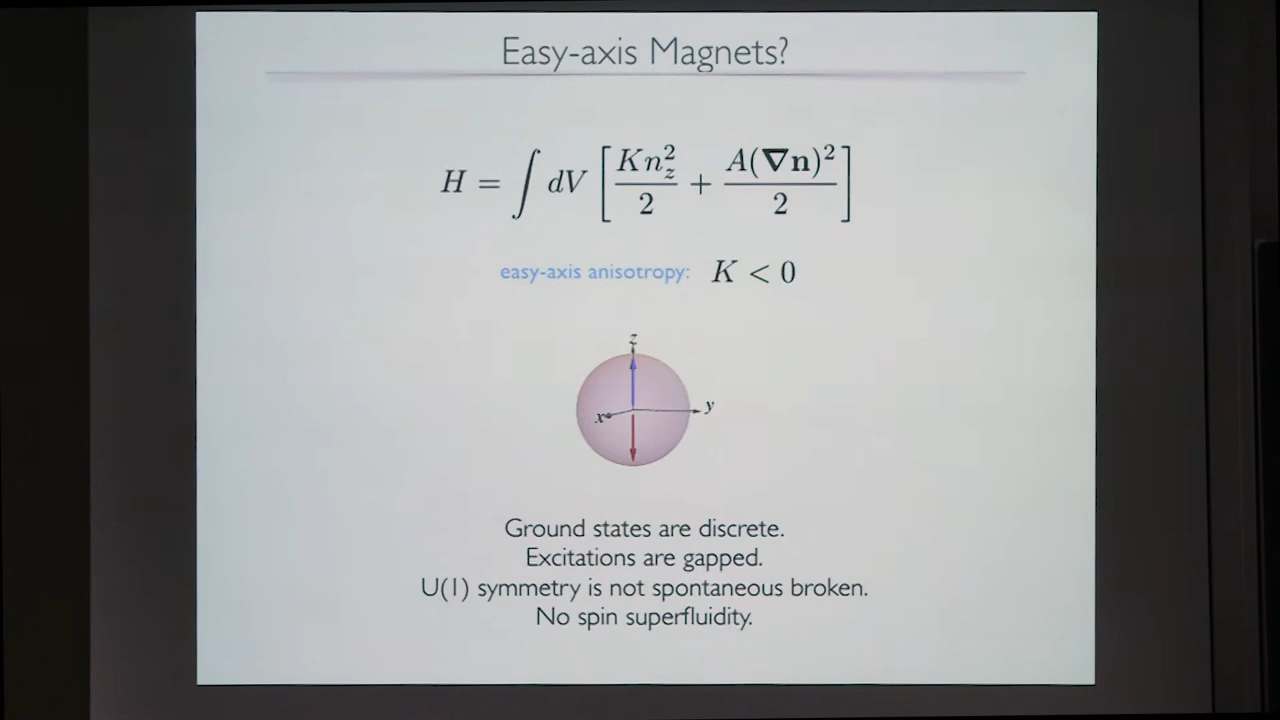 Easy-axis Magnets?
H = ∫ dV [ Kn_z^2 / 2 + A(∇n)^2 / 2 ]
easy-axis anisotropy: K < 0
z
x
y
Ground states are discrete.
Excitations are gapped.
U(1) symmetry is not spontaneous broken.
No spin superfluidity.